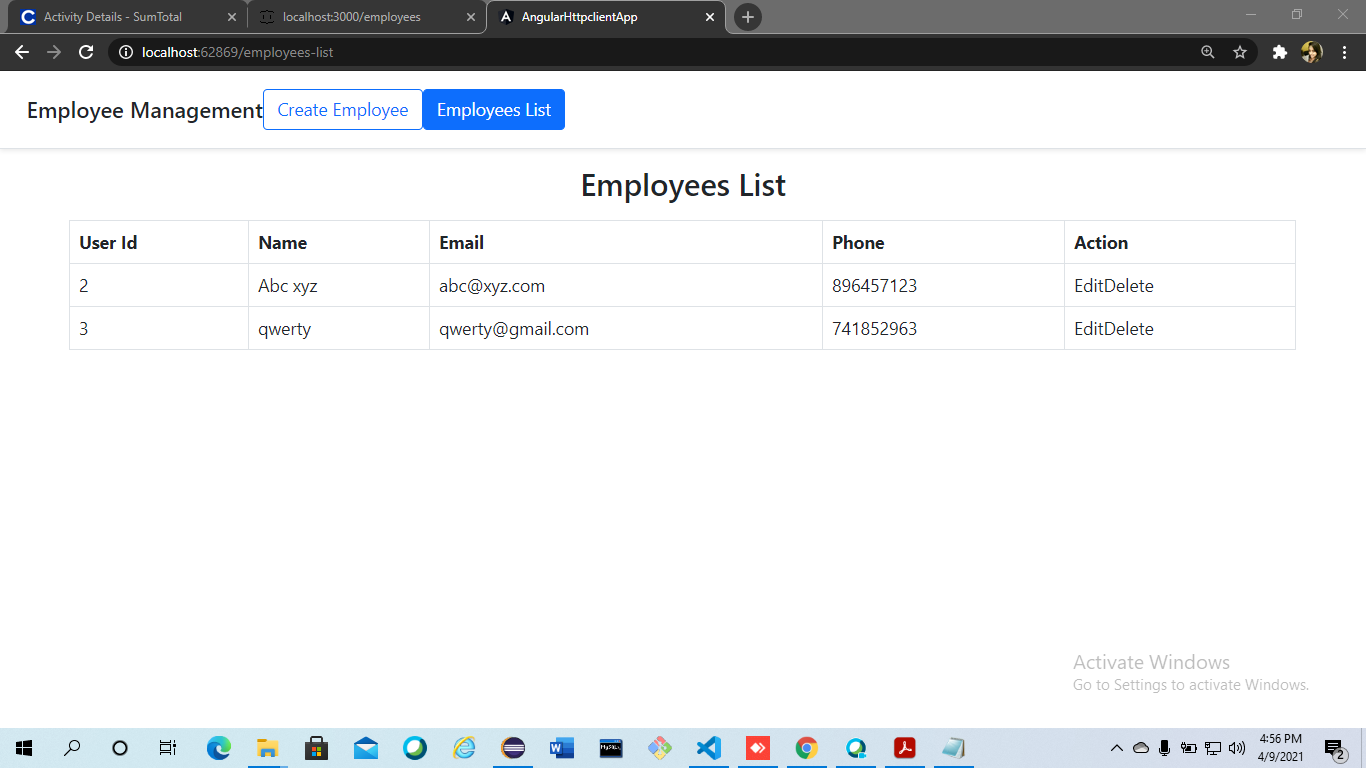 Activity Details - SumTotal
localhost:3000/employees
AngularHttpclientApp
localhost:62869/employees-list
Employee Management
Create Employee
Employees List
Employees List
User Id Name Email Phone Action
2 Abc xyz abc@xyz.com 896457123 EditDelete
3 qwerty qwerty@gmail.com 741852963 EditDelete
Activate Windows
Go to Settings to activate Windows.
MySQL
4:56 PM
4/9/2021
2